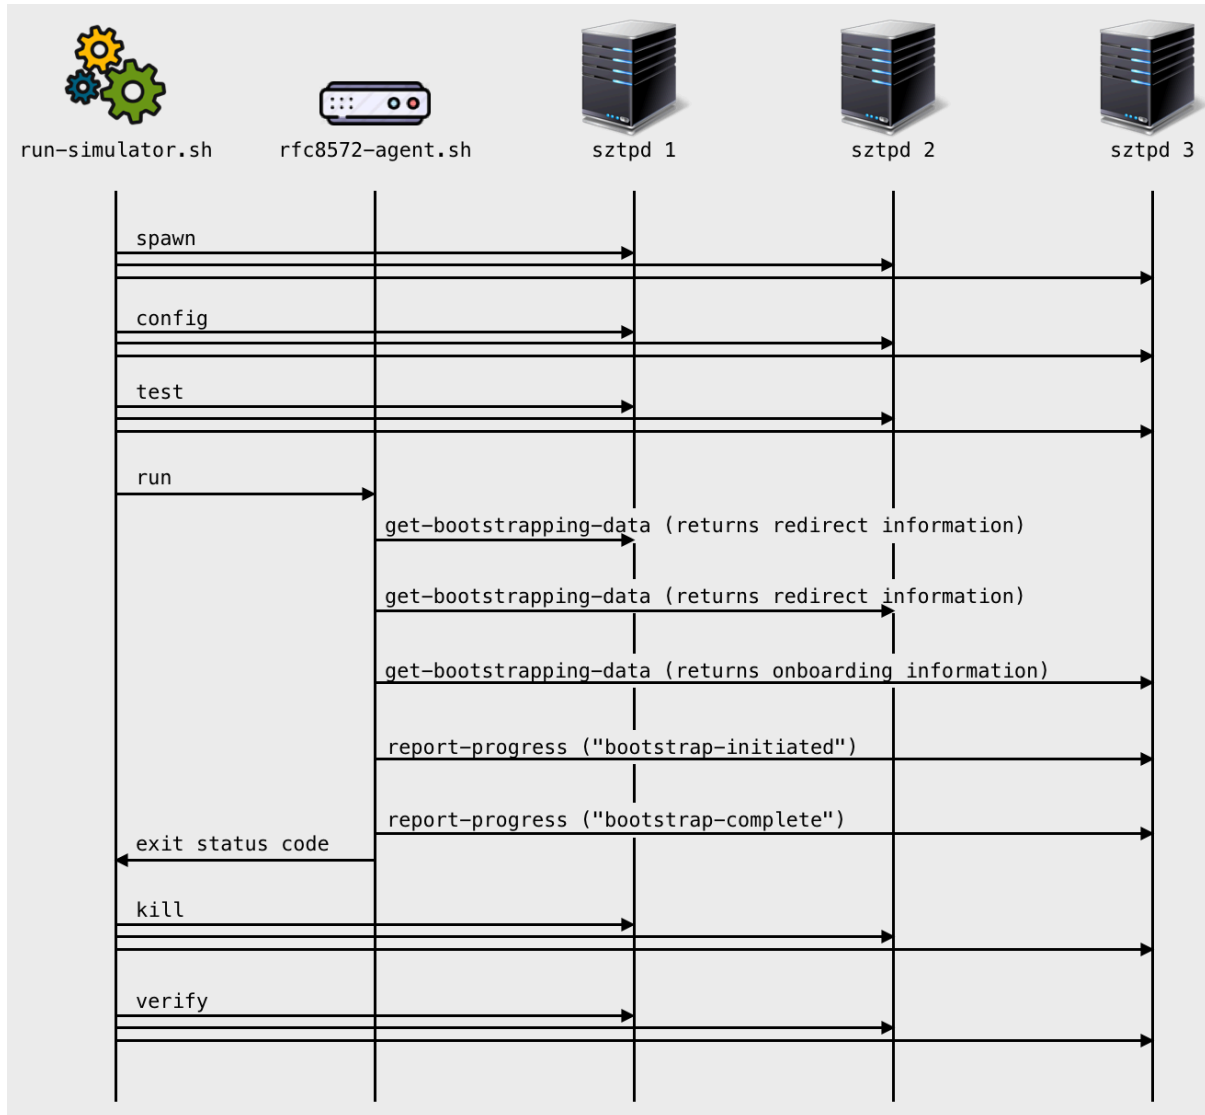 run-simulator.sh
rfc8572-agent.sh
sztpd 1
sztpd 2
sztpd 3
spawn
config
test
run
get-bootstrapping-data (returns redirect information)
get-bootstrapping-data (returns redirect information)
get-bootstrapping-data (returns onboarding information)
report-progress ("bootstrap-initiated")
report-progress ("bootstrap-complete")
exit status code
kill
verify